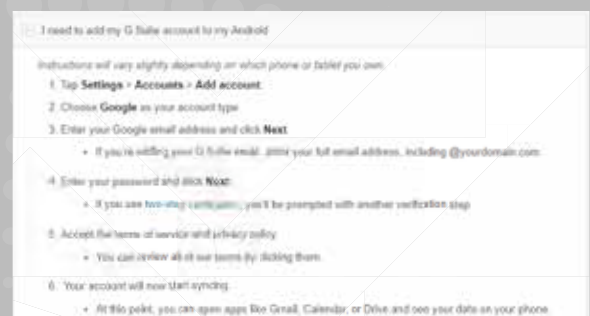 I need to add my G Suite account to my Android
Instructions will vary slightly depending on which phone or tablet you own.
1. Tap Settings > Accounts > Add account.
2. Choose Google as your account type
3. Enter your Google email address and click Next
• If you're adding your G Suite email, enter your full email address, including @yourdomain.com
4. Enter your password and click Next.
• If you use two-step verification, you'll be prompted with another verification step
5. Accept the terms of service and privacy policy
• You can review all of our terms by clicking them.
6. Your account will now start syncing.
• At this point, you can open apps like Gmail, Calendar, or Drive and see your data on your phone.